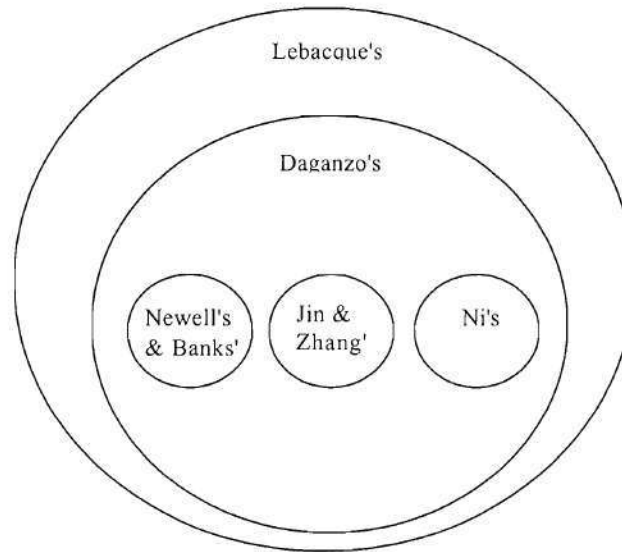 Lebacque's
Daganzo's
Newell's
& Banks'
Jin &
Zhang'
Ni's